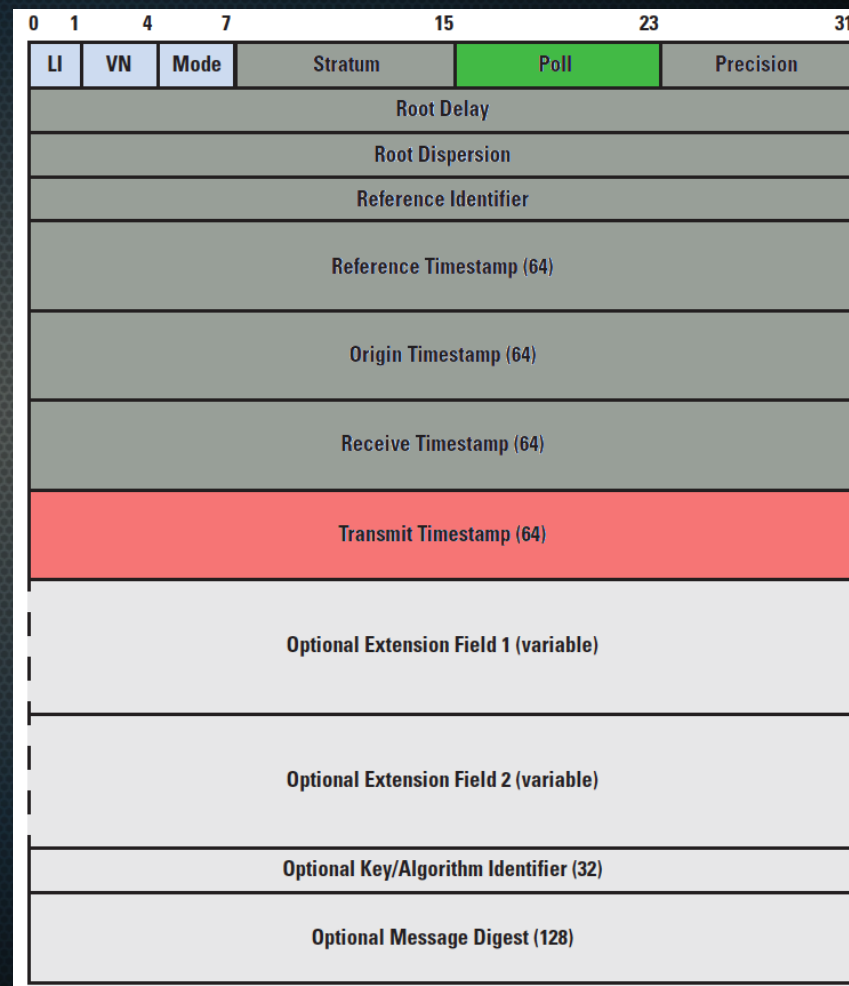 0 1 4 7 15 23 31
LI VN Mode Stratum Poll Precision
Root Delay
Root Dispersion
Reference Identifier
Reference Timestamp (64)
Origin Timestamp (64)
Receive Timestamp (64)
Transmit Timestamp (64)
Optional Extension Field 1 (variable)
Optional Extension Field 2 (variable)
Optional Key/Algorithm Identifier (32)
Optional Message Digest (128)